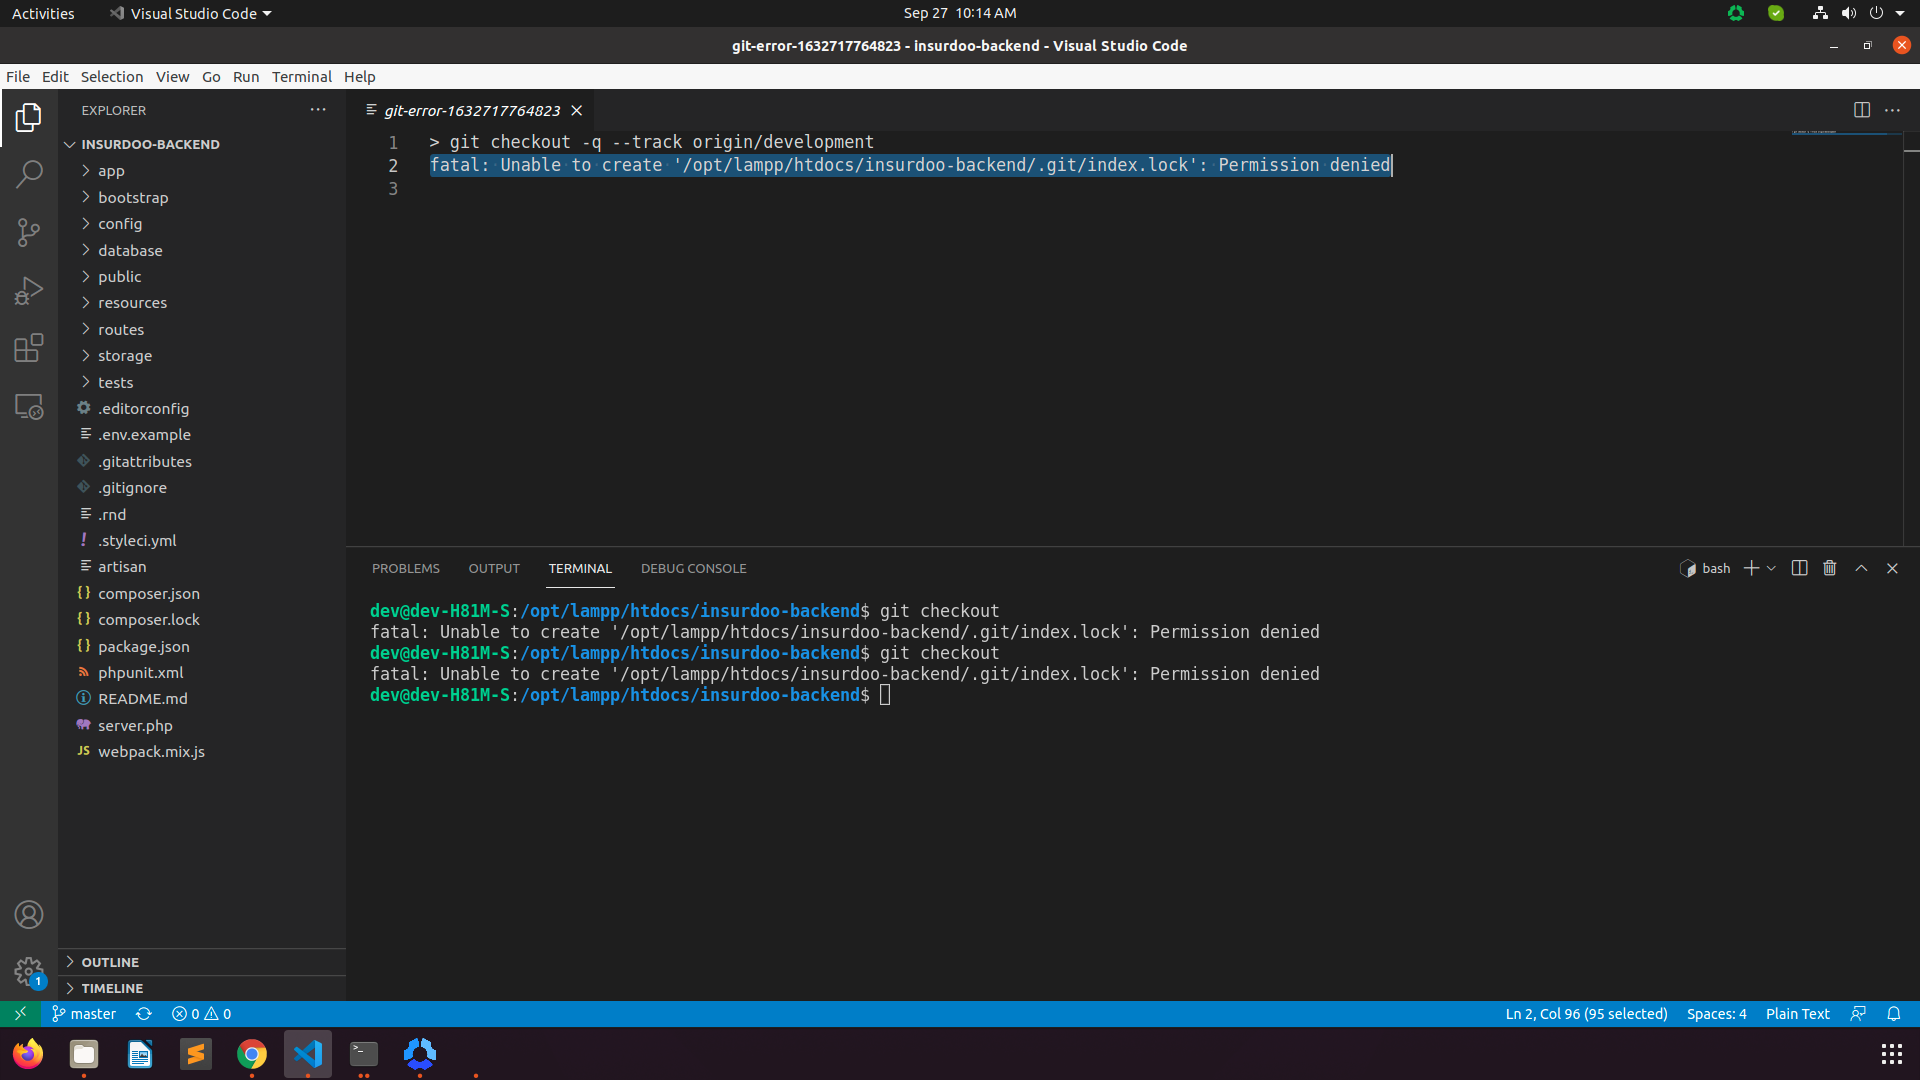 Activities
Visual Studio Code
Sep 27 10:14 AM
git-error-1632717764823 - insurdoo-backend - Visual Studio Code
File Edit Selection View Go Run Terminal Help
EXPLORER
INSURDOO-BACKEND
app
bootstrap
config
database
public
resources
routes
storage
tests
.editorconfig
.env.example
.gitattributes
.gitignore
.rnd
.styleci.yml
artisan
composer.json
composer.lock
package.json
phpunit.xml
README.md
server.php
JS webpack.mix.js
OUTLINE
TIMELINE
git-error-1632717764823
1 > git checkout -q --track origin/development
2 fatal: Unable to create '/opt/lampp/htdocs/insurdoo-backend/.git/index.lock': Permission denied
3
PROBLEMS OUTPUT TERMINAL DEBUG CONSOLE
bash
dev@dev-H81M-S:/opt/lampp/htdocs/insurdoo-backend$ git checkout
fatal: Unable to create '/opt/lampp/htdocs/insurdoo-backend/.git/index.lock': Permission denied
dev@dev-H81M-S:/opt/lampp/htdocs/insurdoo-backend$ git checkout
fatal: Unable to create '/opt/lampp/htdocs/insurdoo-backend/.git/index.lock': Permission denied
dev@dev-H81M-S:/opt/lampp/htdocs/insurdoo-backend$
1
master
0 0
Ln 2, Col 96 (95 selected)
Spaces: 4
Plain Text